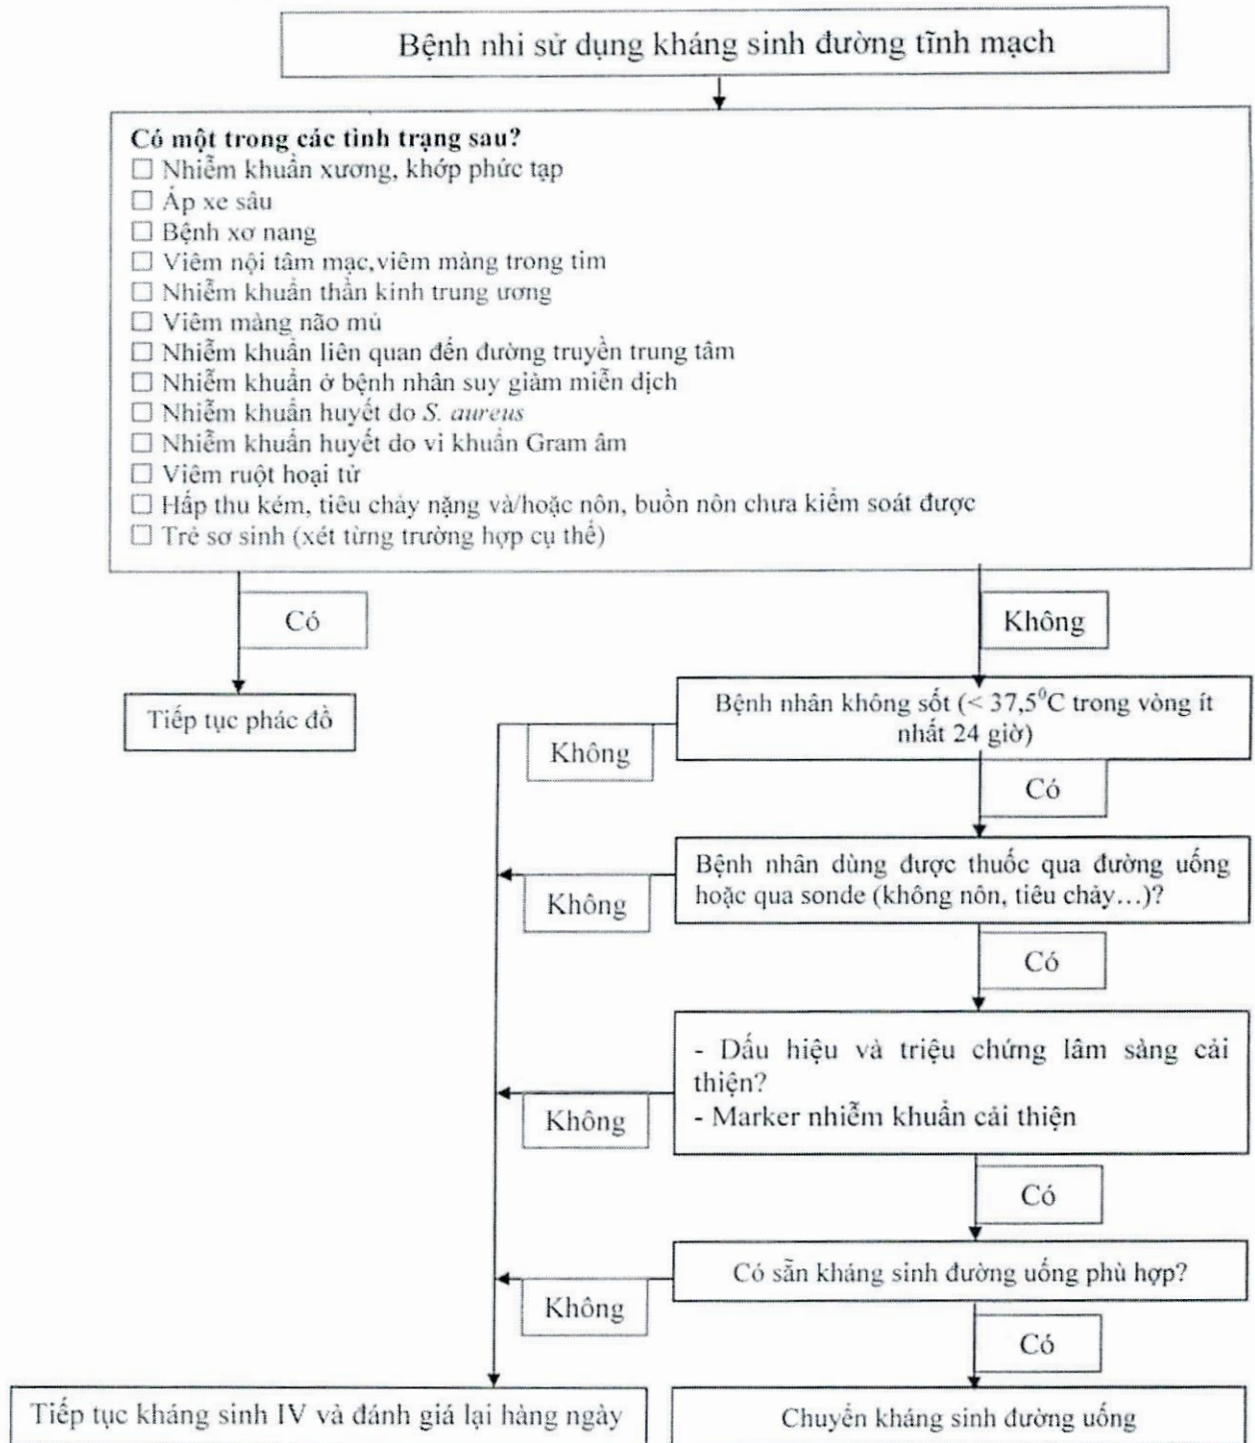 Bệnh nhi sử dụng kháng sinh đường tĩnh mạch
Có một trong các tình trạng sau?
☐ Nhiễm khuẩn xương, khớp phức tạp
☐ Áp xe sâu
☐ Bệnh xơ nang
☐ Viêm nội tâm mạc,viêm màng trong tim
☐ Nhiễm khuẩn thần kinh trung ương
☐ Viêm màng não mủ
☐ Nhiễm khuẩn liên quan đến đường truyền trung tâm
☐ Nhiễm khuẩn ở bệnh nhân suy giảm miễn dịch
☐ Nhiễm khuẩn huyết do S. aureus
☐ Nhiễm khuẩn huyết do vi khuẩn Gram âm
☐ Viêm ruột hoại tử
☐ Hấp thu kém, tiêu chảy nặng và/hoặc nôn, buồn nôn chưa kiểm soát được
☐ Trẻ sơ sinh (xét từng trường hợp cụ thể)
Có
Không
Tiếp tục phác đồ
Bệnh nhân không sốt (< 37,5⁰C trong vòng ít
nhất 24 giờ)
Không
Có
Bệnh nhân dùng được thuốc qua đường uống
hoặc qua sonde (không nôn, tiêu chảy…)?
Không
Có
- Dấu hiệu và triệu chứng lâm sàng cải
thiện?
- Marker nhiễm khuẩn cải thiện
Không
Có
Có sẵn kháng sinh đường uống phù hợp?
Không
Có
Tiếp tục kháng sinh IV và đánh giá lại hàng ngày
Chuyển kháng sinh đường uống